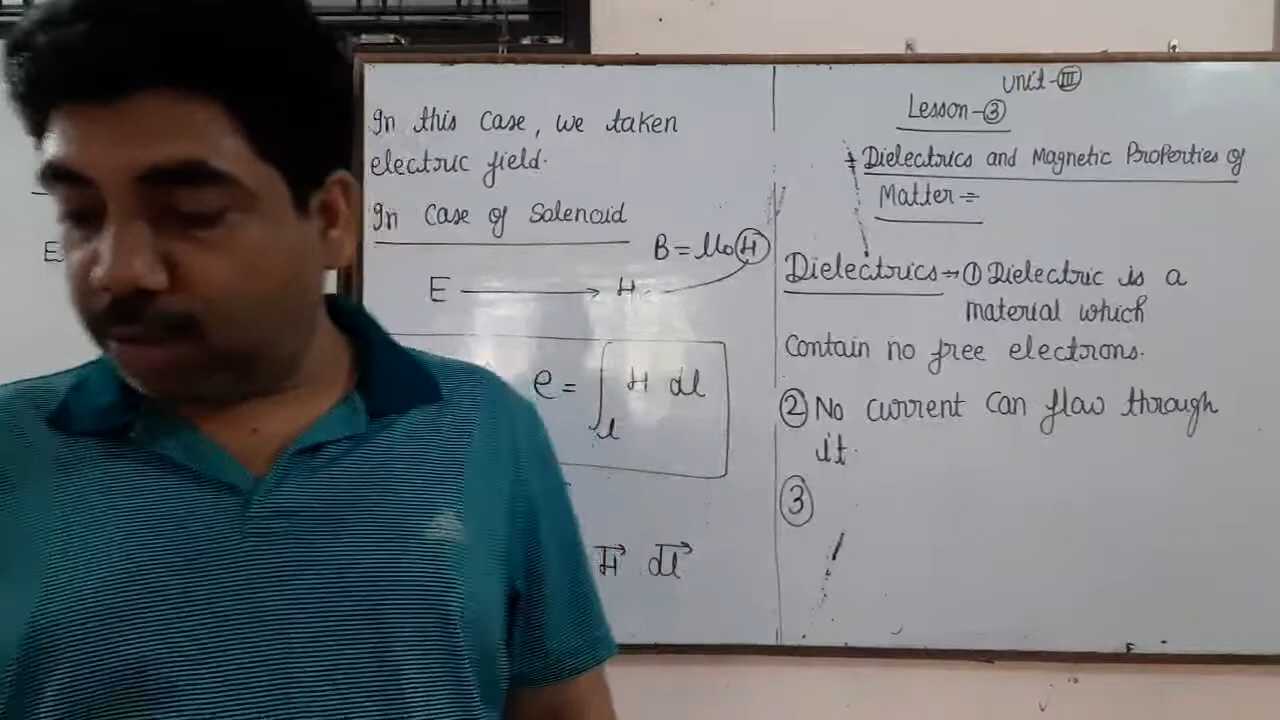 In this case, we taken
electric field.
In case of Solenoid
B = μ₀ H
E → H
e = ∫ₗ H dl
H⃗ dl⃗
E
Unit-III
Lesson-③
Dielectrics and Magnetic Properties of
Matter =
Dielectrics → ① Dielectric is a
material which
Contain no free electrons.
② No current can flow through
it.
③